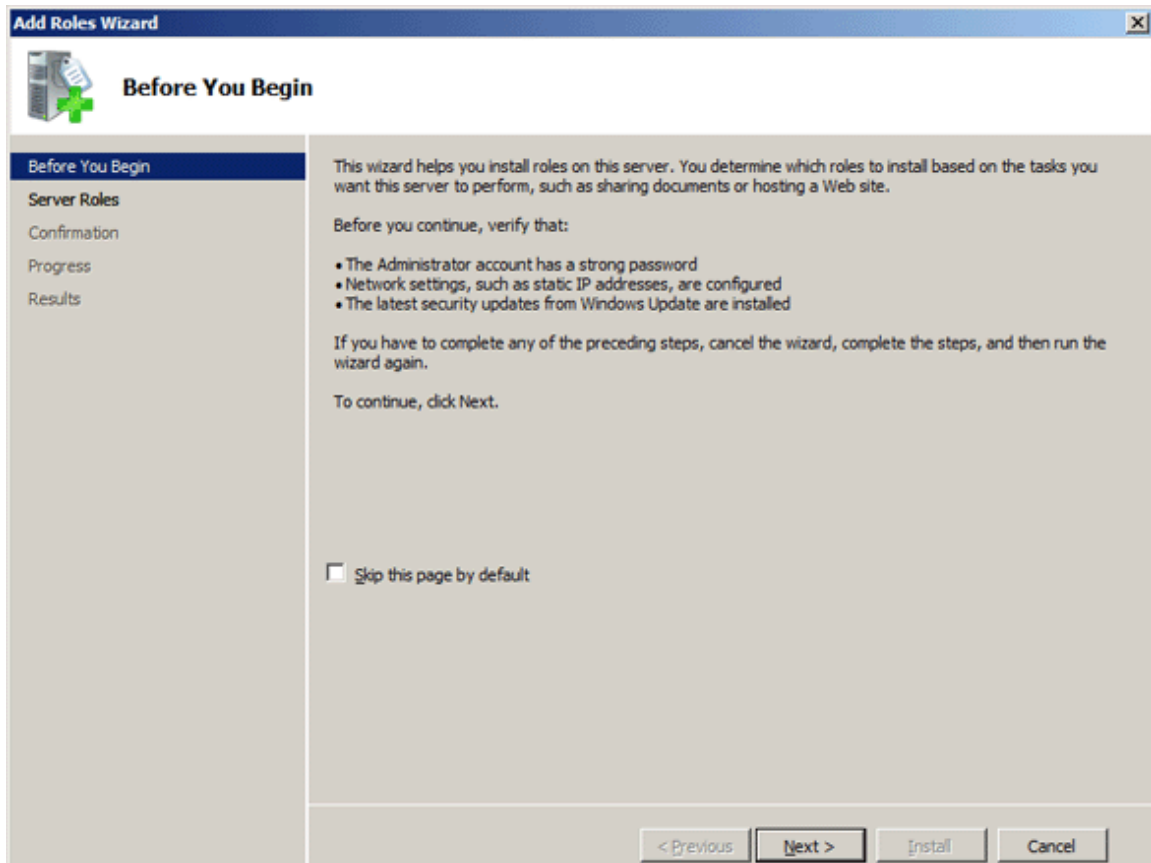 Add Roles Wizard
Before You Begin
Before You Begin
Server Roles
Confirmation
Progress
Results
This wizard helps you install roles on this server. You determine which roles to install based on the tasks you
want this server to perform, such as sharing documents or hosting a Web site.
Before you continue, verify that:
• The Administrator account has a strong password
• Network settings, such as static IP addresses, are configured
• The latest security updates from Windows Update are installed
If you have to complete any of the preceding steps, cancel the wizard, complete the steps, and then run the
wizard again.
To continue, click Next.
Skip this page by default
< Previous Next > Install Cancel